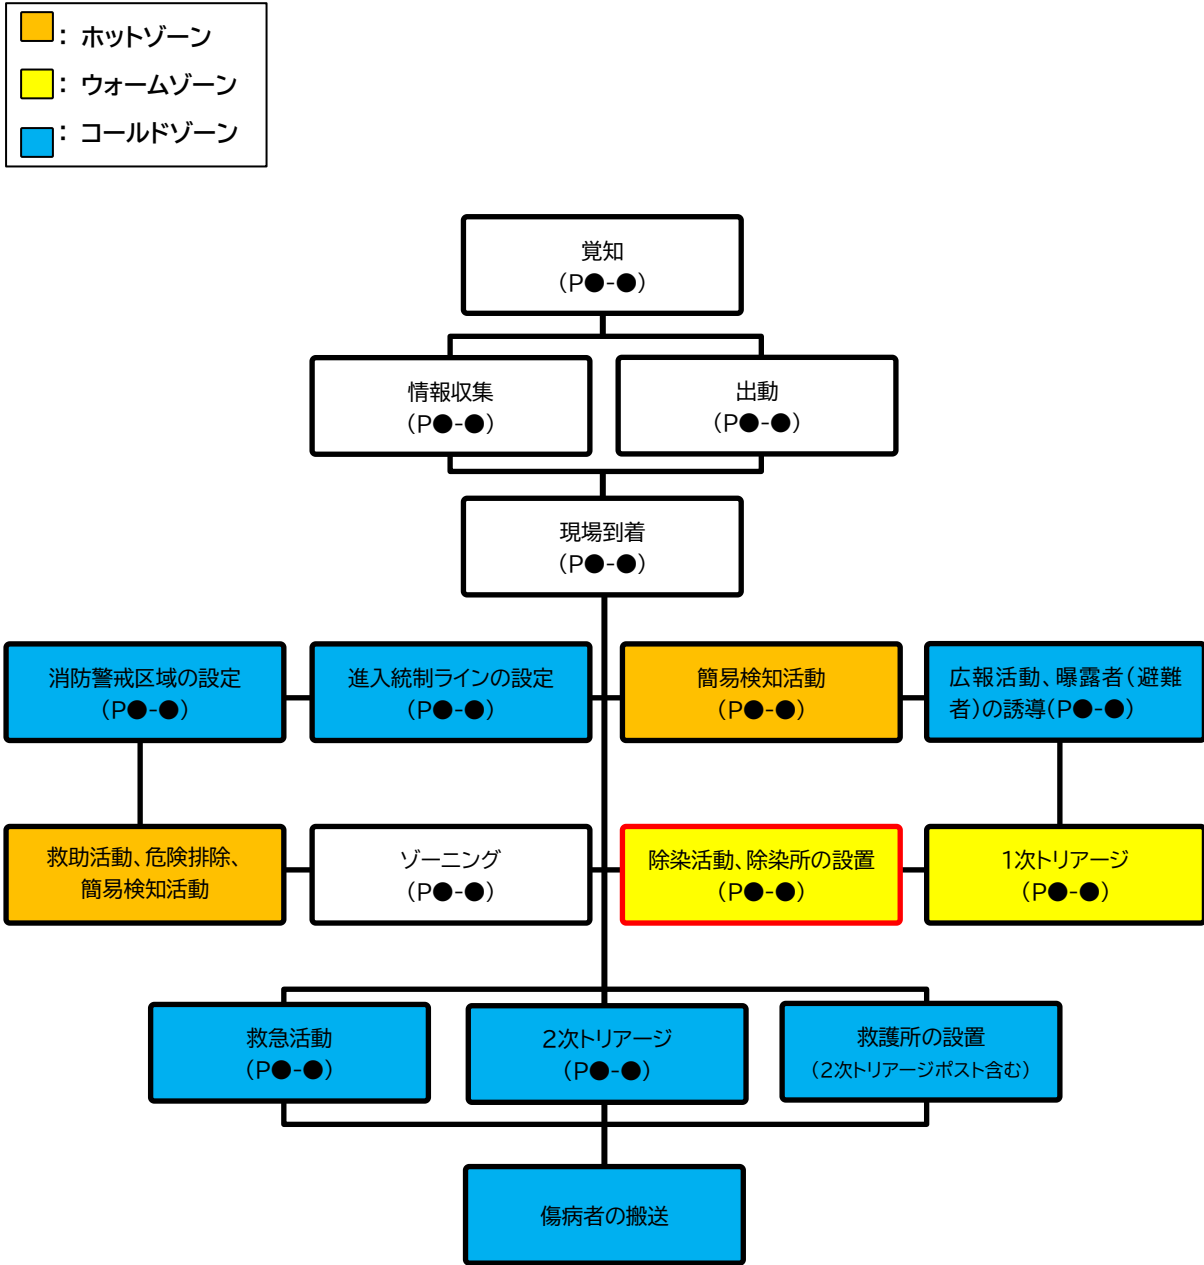 ： ホットゾーン
： ウォームゾーン
： コールドゾーン
覚知
（P●-●）
情報収集
（P●-●）
出動
（P●-●）
現場到着
（P●-●）
消防警戒区域の設定
（P●-●）
進入統制ラインの設定
（P●-●）
簡易検知活動
（P●-●）
広報活動、曝露者（避難
者）の誘導（P●-●）
救助活動、危険排除、
簡易検知活動
ゾーニング
（P●-●）
除染活動、除染所の設置
（P●-●）
1次トリアージ
（P●-●）
救急活動
（P●-●）
2次トリアージ
（P●-●）
救護所の設置
（2次トリアージポスト含む）
傷病者の搬送